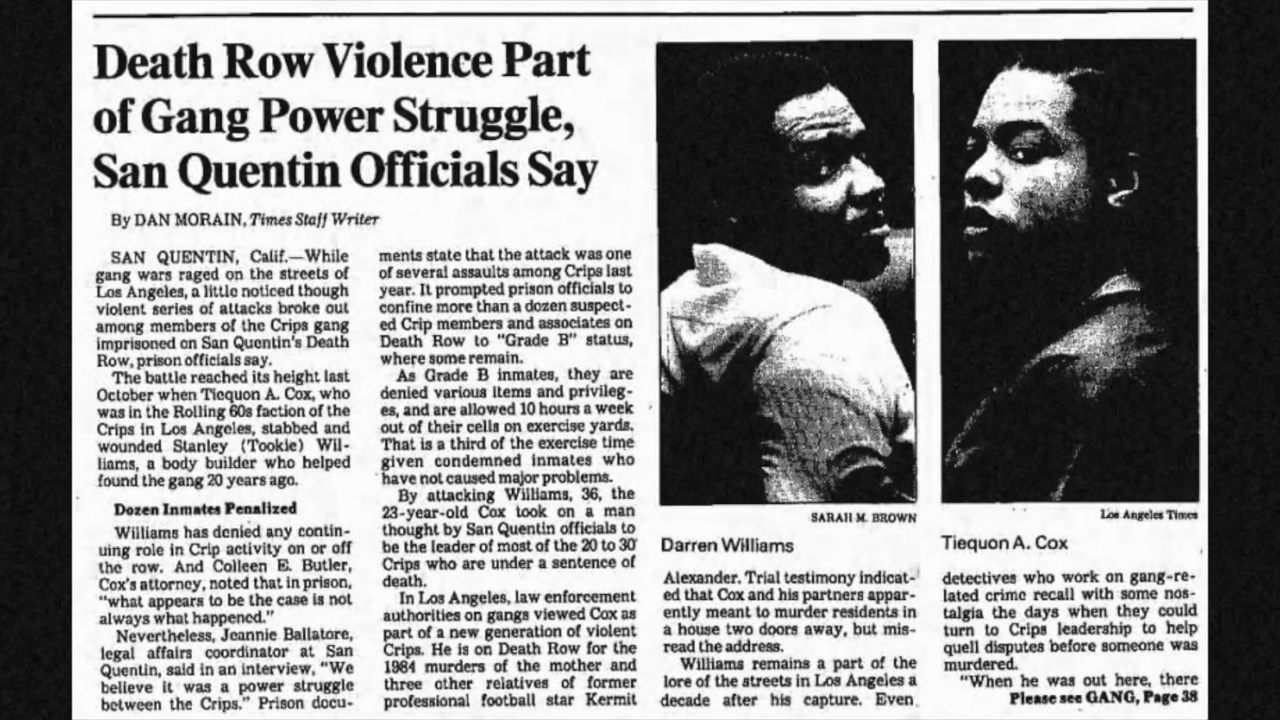 Death Row Violence Part
of Gang Power Struggle,
San Quentin Officials Say
By DAN MORAIN, Times Staff Writer
SAN QUENTIN, Calif.—While
gang wars raged on the streets of
Los Angeles, a little noticed though
violent series of attacks broke out
among members of the Crips gang
imprisoned on San Quentin's Death
Row, prison officials say.
The battle reached its height last
October when Tiequon A. Cox, who
was in the Rolling 60s faction of the
Crips in Los Angeles, stabbed and
wounded Stanley (Tookie) Wil-
liams, a body builder who helped
found the gang 20 years ago.
Dozen Inmates Penalized
Williams has denied any contin-
uing role in Crip activity on or off
the row. And Colleen E. Butler,
Cox's attorney, noted that in prison,
"what appears to be the case is not
always what happened."
Nevertheless, Jeannie Ballatore,
legal affairs coordinator at San
Quentin, said in an interview, "We
believe it was a power struggle
between the Crips." Prison docu-
ments state that the attack was one
of several assaults among Crips last
year. It prompted prison officials to
confine more than a dozen suspect-
ed Crip members and associates on
Death Row to "Grade B" status,
where some remain.
As Grade B inmates, they are
denied various items and privileg-
es, and are allowed 10 hours a week
out of their cells on exercise yards.
That is a third of the exercise time
given condemned inmates who
have not caused major problems.
By attacking Williams, 36, the
23-year-old Cox took on a man
thought by San Quentin officials to
be the leader of most of the 20 to 30
Crips who are under a sentence of
death.
In Los Angeles, law enforcement
authorities on gangs viewed Cox as
part of a new generation of violent
Crips. He is on Death Row for the
1984 murders of the mother and
three other relatives of former
professional football star Kermit
SARAH M. BROWN
Darren Williams
Alexander. Trial testimony indicat-
ed that Cox and his partners appar-
ently meant to murder residents in
a house two doors away, but mis-
read the address.
Williams remains a part of the
lore of the streets in Los Angeles a
decade after his capture. Even
Los Angeles Times
Tiequon A. Cox
detectives who work on gang-re-
lated crime recall with some nos-
talgia the days when they could
turn to Crips leadership to help
quell disputes before someone was
murdered.
"When he was out here, there
Please see GANG, Page 38